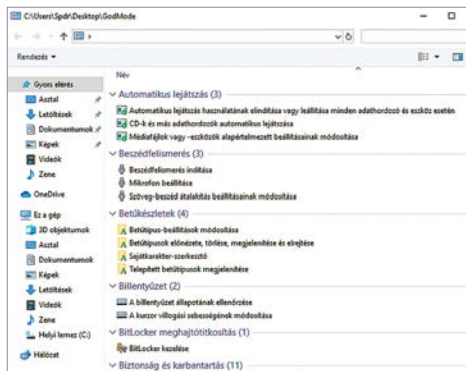 C:\Users\Spdr\Desktop\GodMode
Rendezés
Név
Gyors elérés
Asztal
Letöltések
Dokumentumok
Képek
Videók
Zene
OneDrive
Ez a gép
3D objektumok
Asztal
Dokumentumok
Képek
Letöltések
Videók
Zene
Helyi lemez (C:)
Hálózat
Automatikus lejátszás (3)
Automatikus lejátszás használatának elindítása vagy leállítása minden adathordozó és eszköz esetén
CD-k és más adathordozók automatikus lejátszása
Médiafájlok vagy -eszközök alapértelmezett beállításainak módosítása
Beszédfelismerés (3)
Beszédfelismerés indítása
Mikrofon beállítása
Szöveg-beszéd átalakítás beállításainak módosítása
Betűkészletek (4)
Betűtípus-beállítások módosítása
Betűtípusok előnézete, törlése, megjelenítése és elrejtése
Sajátkarakter-szerkesztő
Telepített betűtípusok megjelenítése
Billentyűzet (2)
A billentyűzet állapotának ellenőrzése
A kurzor villogási sebességének módosítása
BitLocker meghajtótitkosítás (1)
BitLocker kezelése
Biztonság és karbantartás (11)